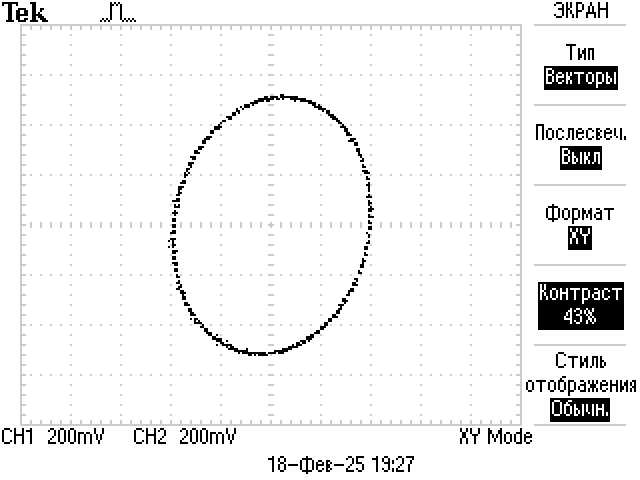 Tek
ЭКРАН
Тип
Векторы
Послесвеч.
Выкл
Формат
XY
Контраст
43%
Стиль
отображения
Обычн.
CH1 200mV CH2 200mV XY Mode
18-Фев-25 19:27